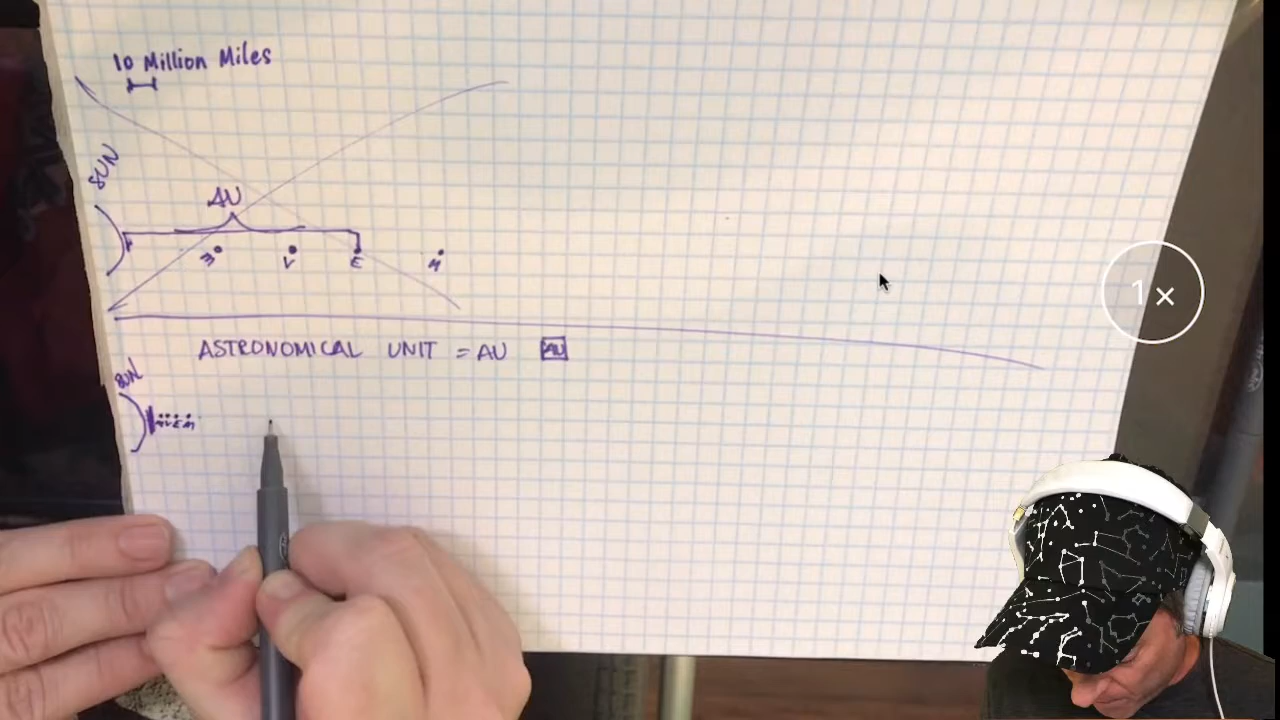 10 Million Miles
SUN
AU
M V E M
ASTRONOMICAL UNIT = AU AU
SUN
M V E M
1×